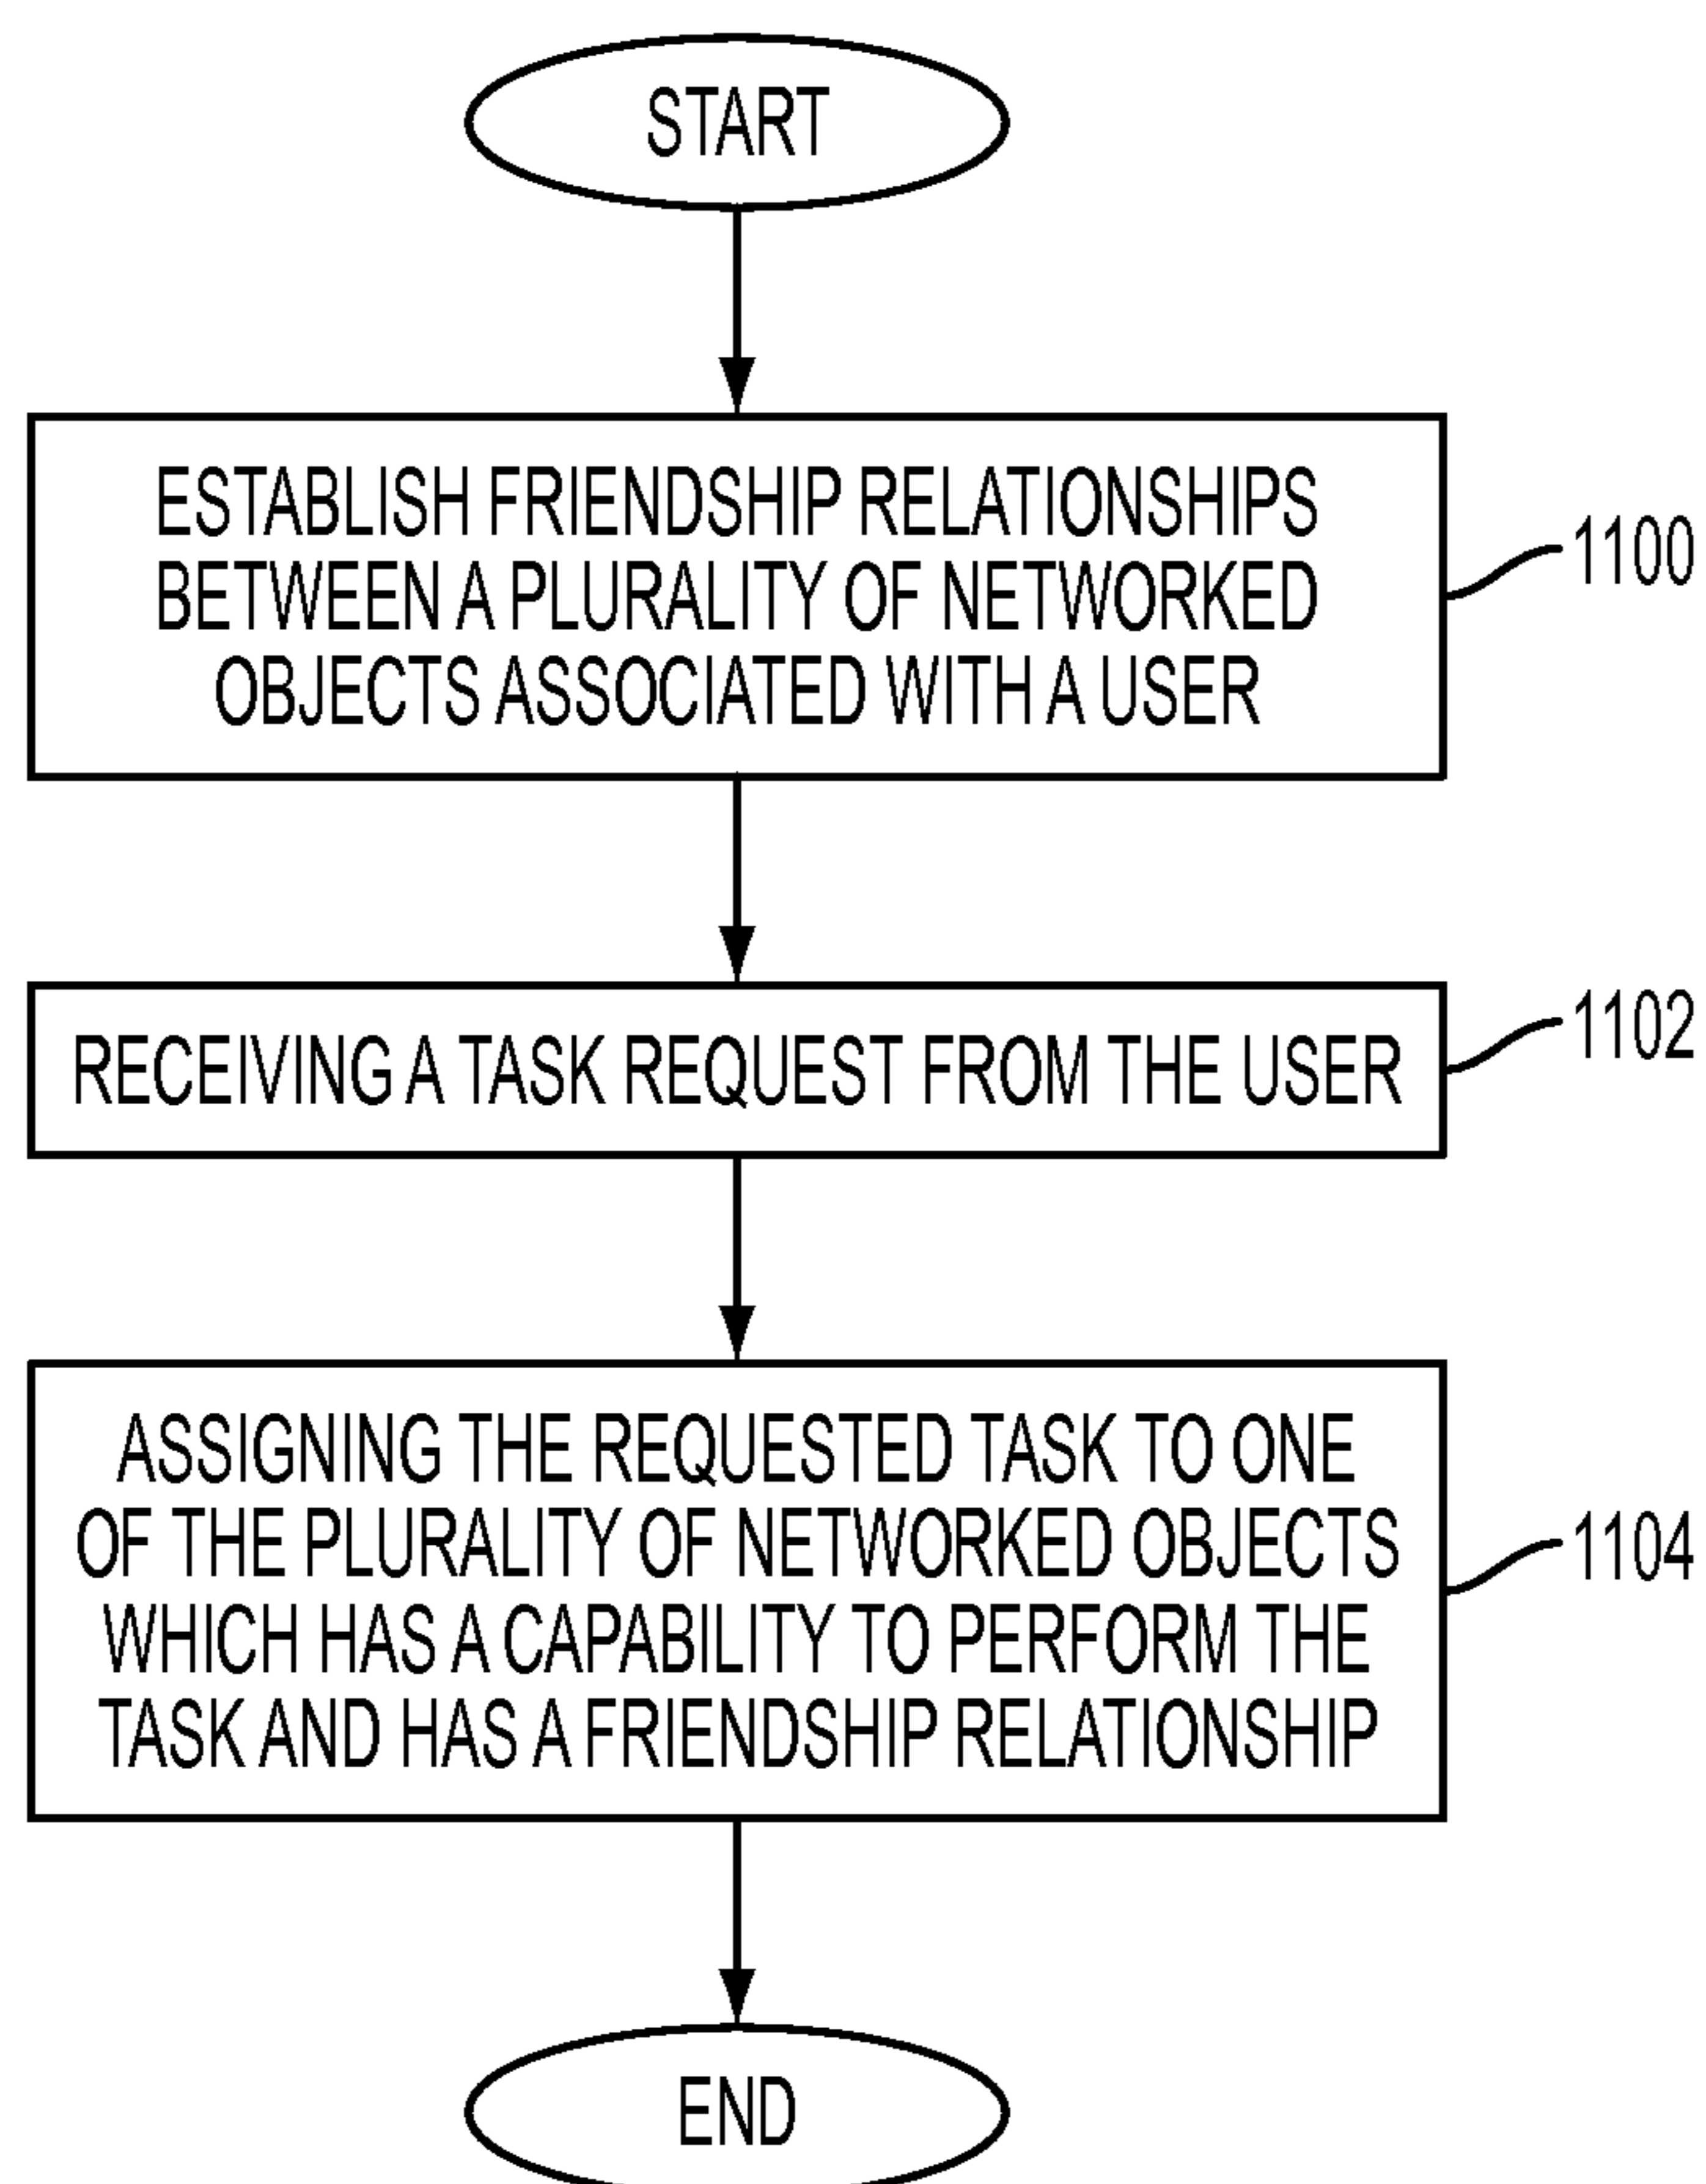 START
ESTABLISH FRIENDSHIP RELATIONSHIPS
BETWEEN A PLURALITY OF NETWORKED
OBJECTS ASSOCIATED WITH A USER
1100
RECEIVING A TASK REQUEST FROM THE USER
1102
ASSIGNING THE REQUESTED TASK TO ONE
OF THE PLURALITY OF NETWORKED OBJECTS
WHICH HAS A CAPABILITY TO PERFORM THE
TASK AND HAS A FRIENDSHIP RELATIONSHIP
1104
END